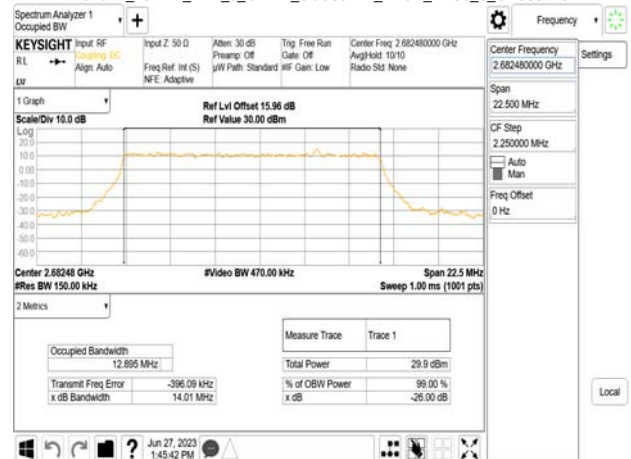 Spectrum Analyzer 1
Occupied BW
Frequency
KEYSIGHT
Input: RF
Coupling: DC
Align: Auto
Input Z: 50 Ω
Freq Ref: Int (S)
NFE: Adaptive
Atten: 30 dB
Preamp: Off
µW Path: Standard
Trig: Free Run
Gate: Off
#IF Gain: Low
Center Freq: 2.682480000 GHz
Avg|Hold: 10/10
Radio Std: None
RL
LV
Center Frequency
2.682480000 GHz
Settings
Span
22.500 MHz
CF Step
2.250000 MHz
Auto
Man
Freq Offset
0 Hz
Local
1 Graph
Scale/Div 10.0 dB
Ref Lvl Offset 15.96 dB
Ref Value 30.00 dBm
Log
20.0
10.0
0.00
-10.0
-20.0
-30.0
-40.0
-50.0
-60.0
Center 2.68248 GHz
#Res BW 150.00 kHz
#Video BW 470.00 kHz
Span 22.5 MHz
Sweep 1.00 ms (1001 pts)
2 Metrics
Measure Trace Trace 1
Occupied Bandwidth
12.895 MHz
Total Power 29.9 dBm
Transmit Freq Error -396.09 kHz
% of OBW Power 99.00 %
x dB Bandwidth 14.01 MHz
x dB -26.00 dB
Jun 27, 2023
1:45:42 PM